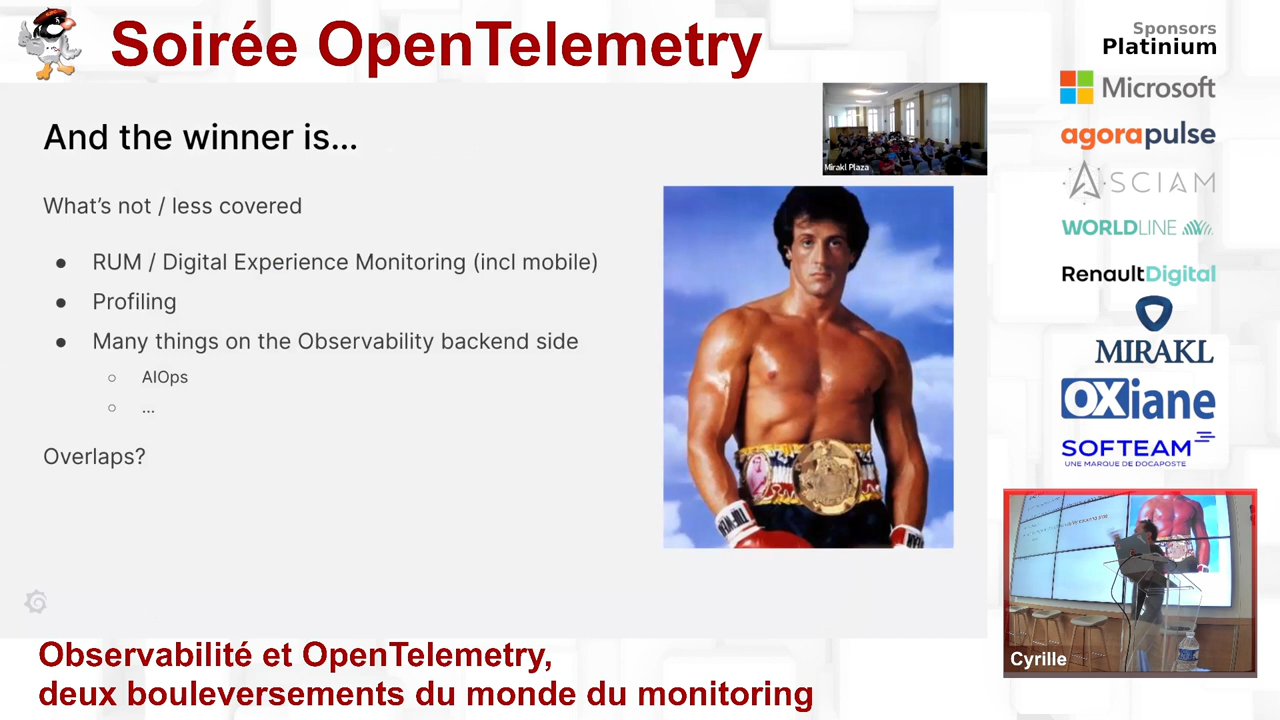 Soirée OpenTelemetry
Sponsors
Platinium
And the winner is...
Mirakl Plaza
What's not / less covered
● RUM / Digital Experience Monitoring (incl mobile)
● Profiling
● Many things on the Observability backend side
○ AIOps
○ ...
Overlaps?
Microsoft
agorapulse
ASCIAM
WORLDLINE
RenaultDigital
MIRAKL
OXiane
SOFTEAM
UNE MARQUE DE DOCAPOSTE
Cyrille
Observabilité et OpenTelemetry,
deux bouleversements du monde du monitoring